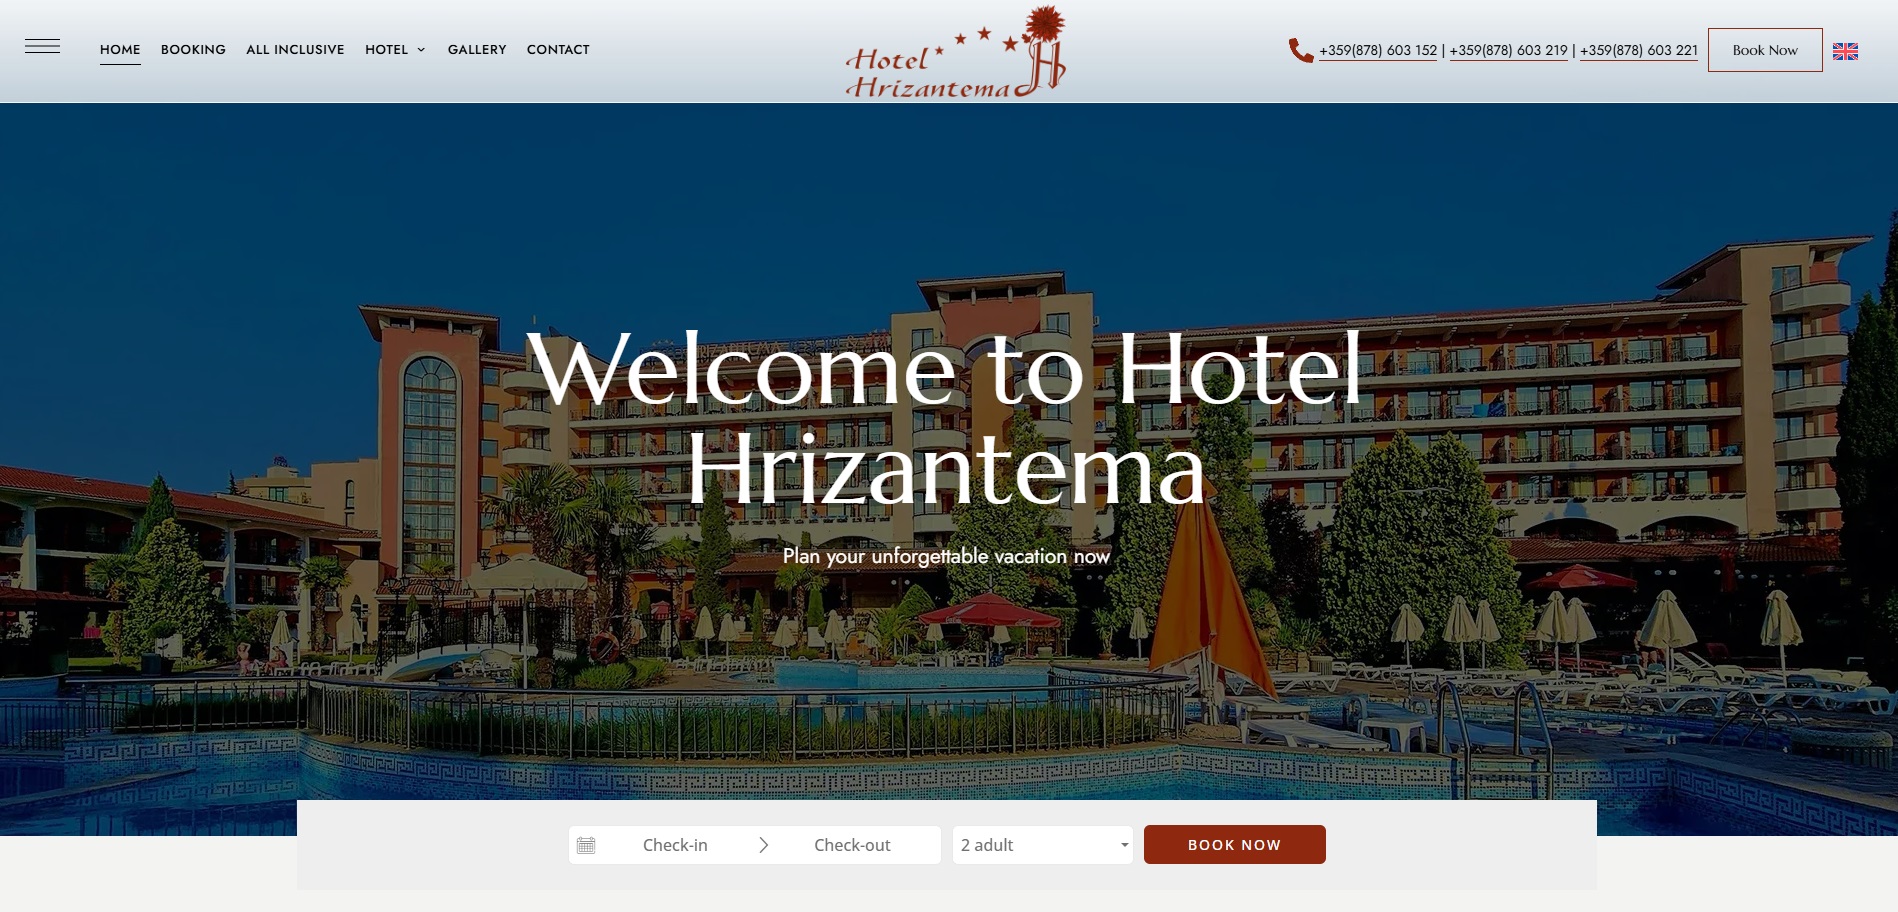 HOME BOOKING ALL INCLUSIVE HOTEL GALLERY CONTACT
Hotel
Hrizantema
+359(878) 603 152 | +359(878) 603 219 | +359(878) 603 221
Book Now
Welcome to Hotel
Hrizantema
Plan your unforgettable vacation now
Check-in
Check-out
2 adult
BOOK NOW